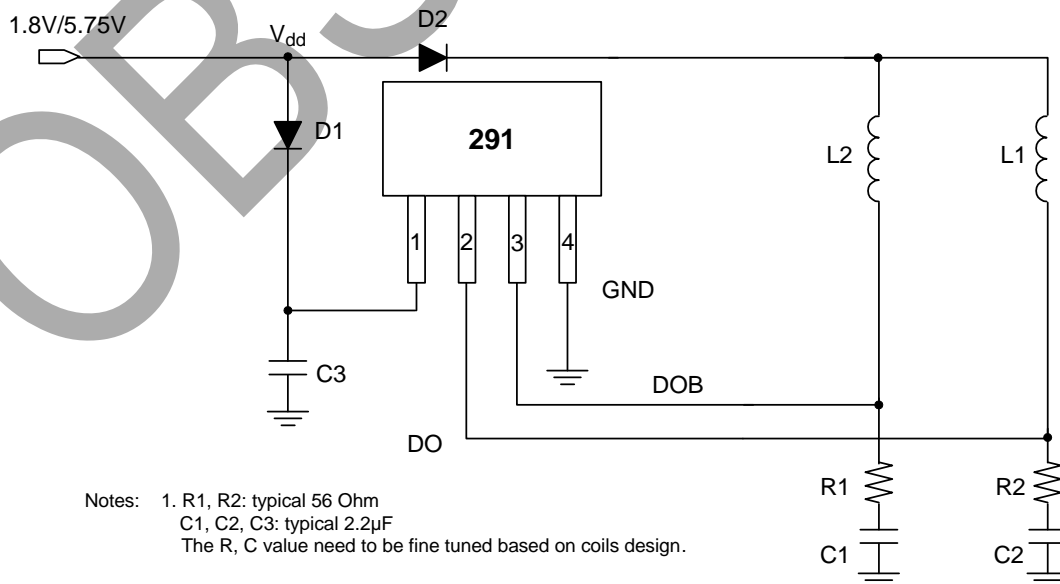 1.8V/5.75V
Vdd
D2
D1
291
L2
L1
1 2 3 4
GND
C3
DOB
DO
R1
R2
C1
C2
Notes: 1. R1, R2: typical 56 Ohm
C1, C2, C3: typical 2.2µF
The R, C value need to be fine tuned based on coils design.